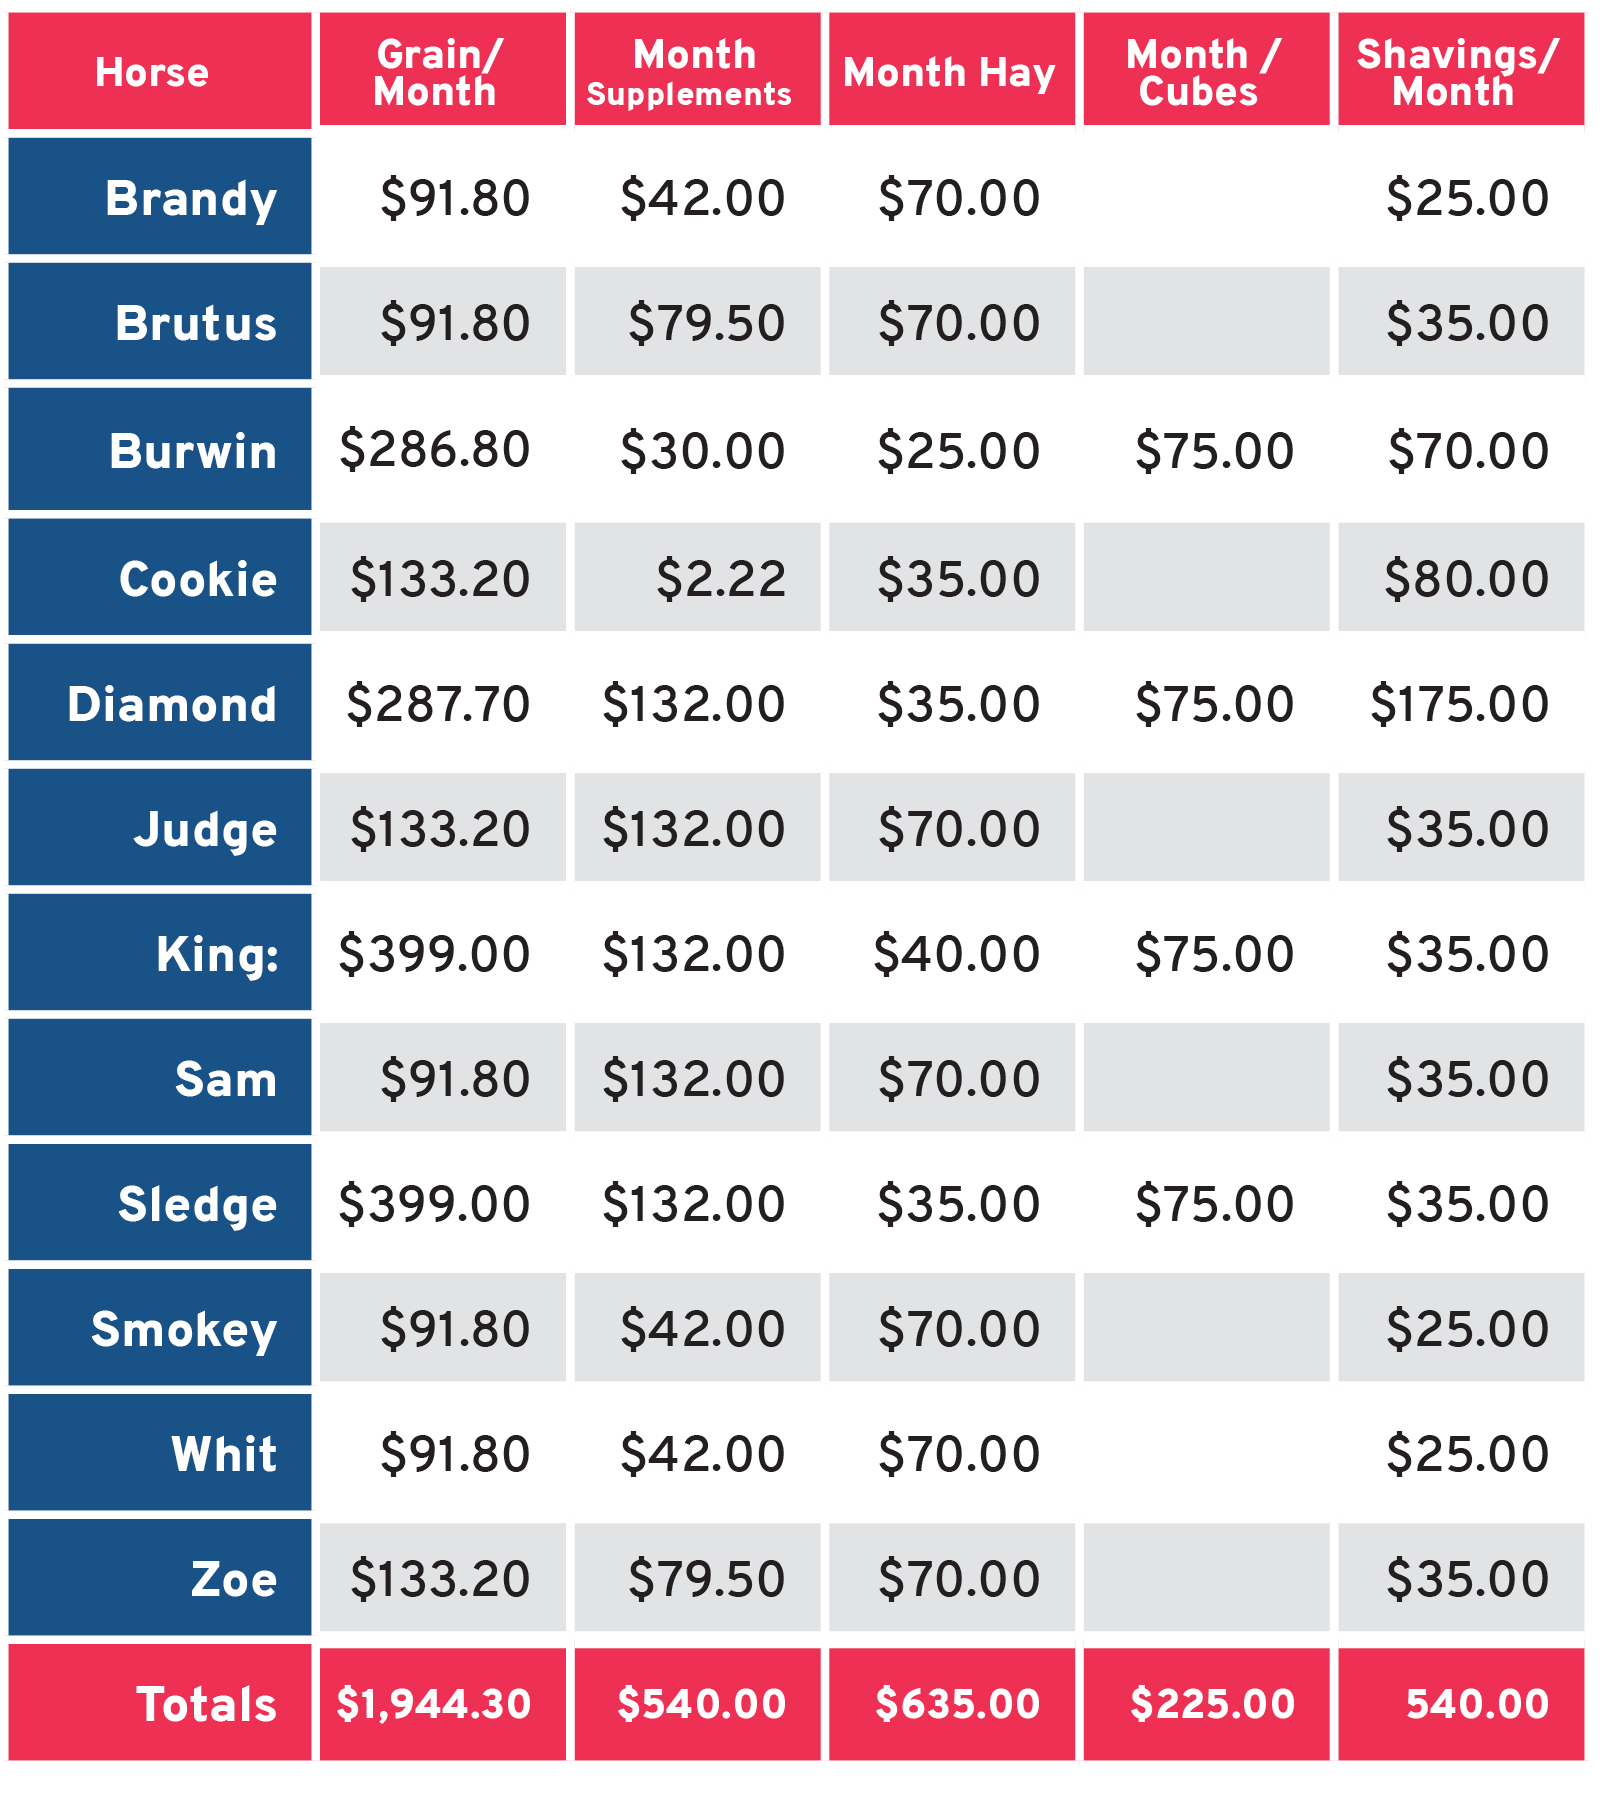 Horse Grain/ Month Month Supplements Month Hay Month / Cubes Shavings/ Month
Brandy $91.80 $42.00 $70.00 $25.00
Brutus $91.80 $79.50 $70.00 $35.00
Burwin $286.80 $30.00 $25.00 $75.00 $70.00
Cookie $133.20 $2.22 $35.00 $80.00
Diamond $287.70 $132.00 $35.00 $75.00 $175.00
Judge $133.20 $132.00 $70.00 $35.00
King: $399.00 $132.00 $40.00 $75.00 $35.00
Sam $91.80 $132.00 $70.00 $35.00
Sledge $399.00 $132.00 $35.00 $75.00 $35.00
Smokey $91.80 $42.00 $70.00 $25.00
Whit $91.80 $42.00 $70.00 $25.00
Zoe $133.20 $79.50 $70.00 $35.00
Totals $1,944.30 $540.00 $635.00 $225.00 540.00